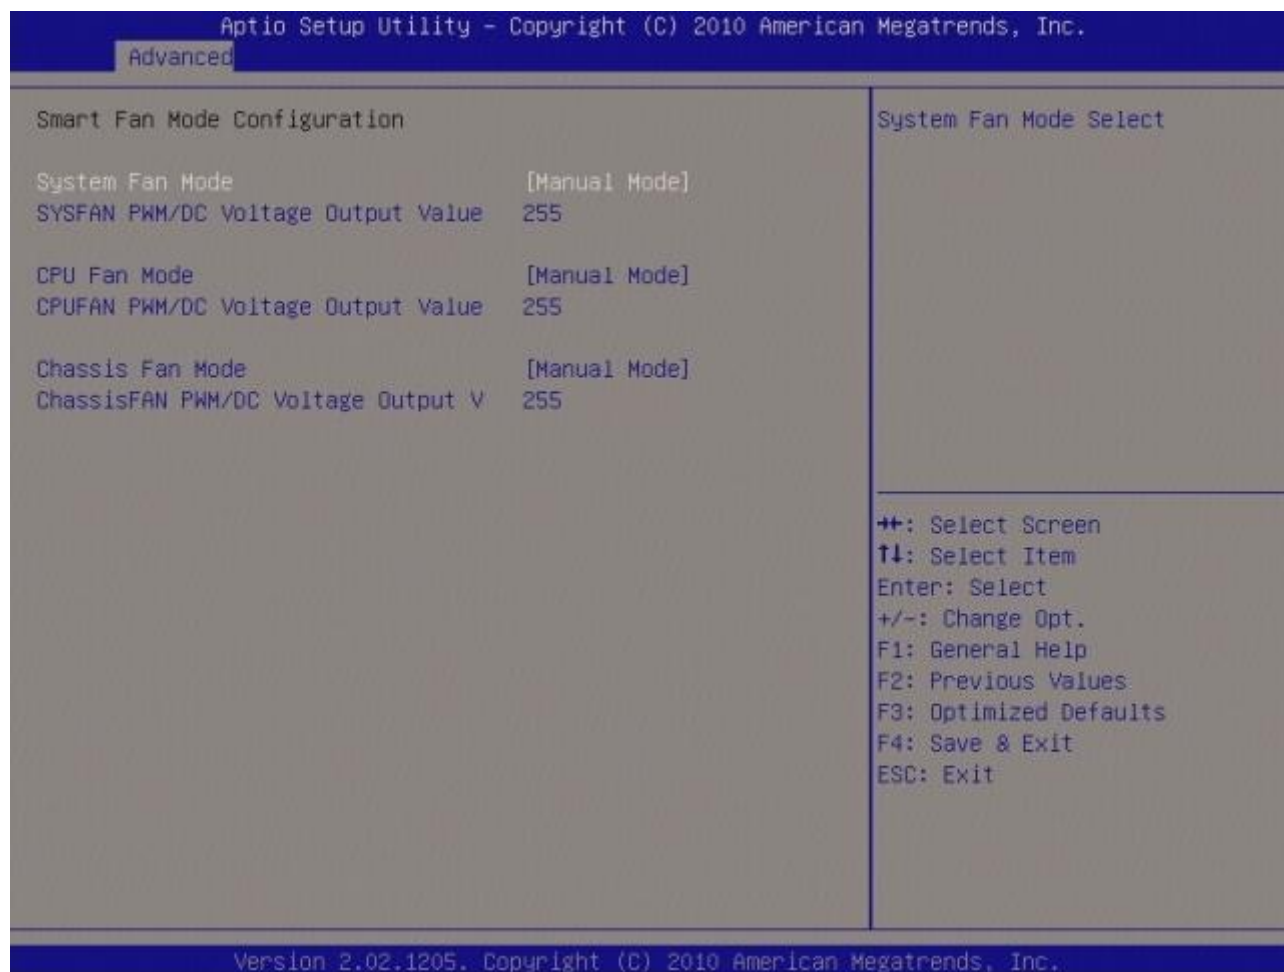 Aptio Setup Utility – Copyright (C) 2010 American Megatrends, Inc.
Advanced
Smart Fan Mode Configuration
System Fan Mode [Manual Mode]
SYSFAN PWM/DC Voltage Output Value 255
CPU Fan Mode [Manual Mode]
CPUFAN PWM/DC Voltage Output Value 255
Chassis Fan Mode [Manual Mode]
ChassisFAN PWM/DC Voltage Output V 255
System Fan Mode Select
→←: Select Screen
↑↓: Select Item
Enter: Select
+/-: Change Opt.
F1: General Help
F2: Previous Values
F3: Optimized Defaults
F4: Save & Exit
ESC: Exit
Version 2.02.1205. Copyright (C) 2010 American Megatrends, Inc.